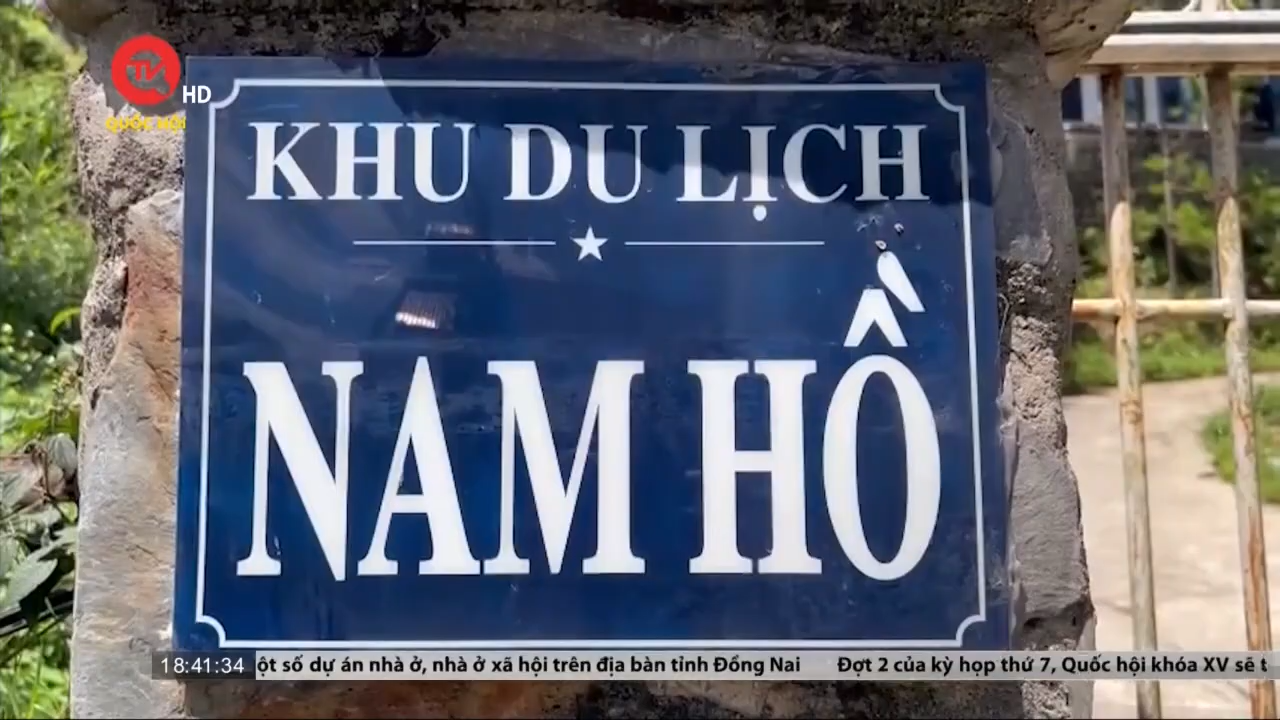 TV
HD
QUỐC HỘI
KHU DU LỊCH
NAM HỒ
18:41:34
ột số dự án nhà ở, nhà ở xã hội trên địa bàn tỉnh Đồng Nai Đợt 2 của kỳ họp thứ 7, Quốc hội khóa XV sẽ t